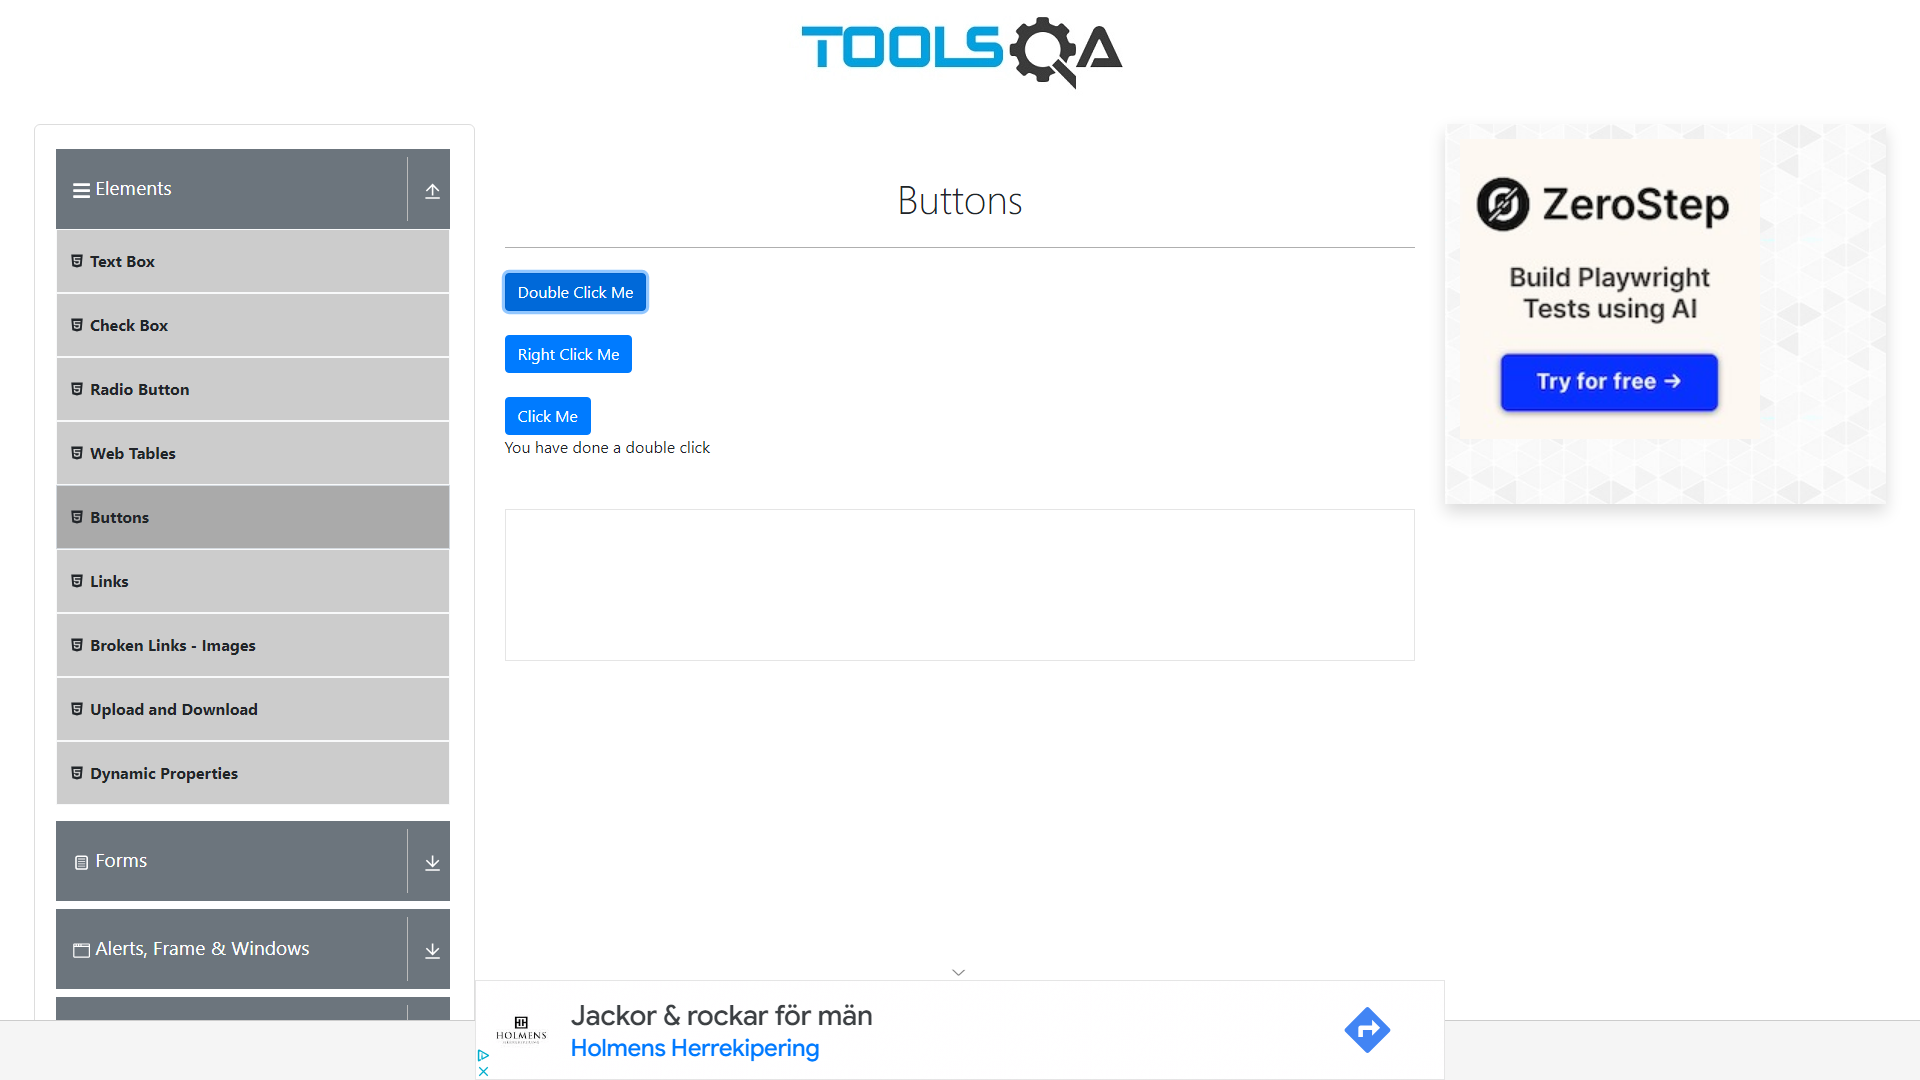 TOOLSQA
Elements
Text Box
Check Box
Radio Button
Web Tables
Buttons
Links
Broken Links - Images
Upload and Download
Dynamic Properties
Forms
Alerts, Frame & Windows
Buttons
Double Click Me
Right Click Me
Click Me
You have done a double click
ZeroStep
Build Playwright
Tests using AI
Try for free →
HOLMENS
Jackor & rockar för män
Holmens Herrekipering